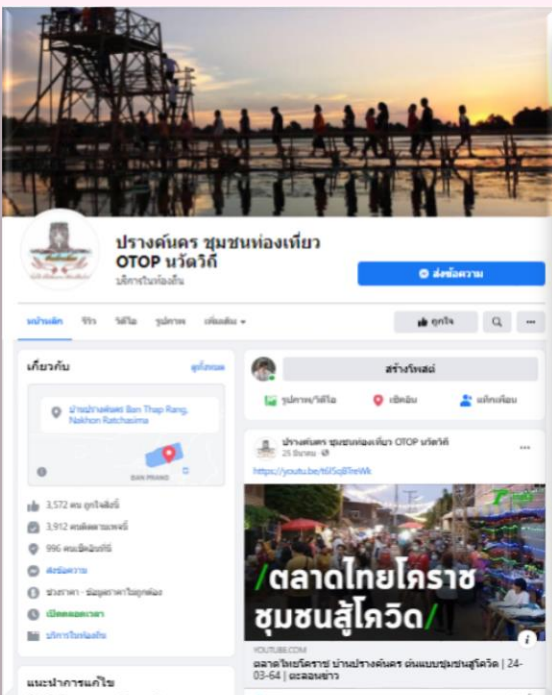 ปรางค์นคร ชุมชนท่องเที่ยว
OTOP นวัตวิถี
บริการในท้องถิ่น
ส่งข้อความ
หน้าหลัก รีวิว วิดีโอ รูปภาพ เพิ่มเติม
ถูกใจ
เกี่ยวกับ
ดูทั้งหมด
Ban Thap Rang,
Nakhon Ratchasima
BAN PRANG
3,572 คน ถูกใจสิ่งนี้
3,912 คนติดตามเพจนี้
996 คนเช็คอินที่นี่
ส่งข้อความ
ช่วงราคา · ข้อมูลราคาไม่ถูกต้อง
เปิดตลอดเวลา
บริการในท้องถิ่น
แนะนำการแก้ไข
สร้างโพสต์
รูปภาพ/วิดีโอ
เช็คอิน
แท็กเพื่อน
ปรางค์นคร ชุมชนท่องเที่ยว OTOP นวัตวิถี
25 มีนาคม
/ตลาดไทยโคราช
ชุมชนสู้โควิด/
YOUTUBE.COM
ตลาดไทยโคราช บ้านปรางค์นคร ต้นแบบชุมชนสู้โควิด | 24-
03-64 | ตะลอนข่าว